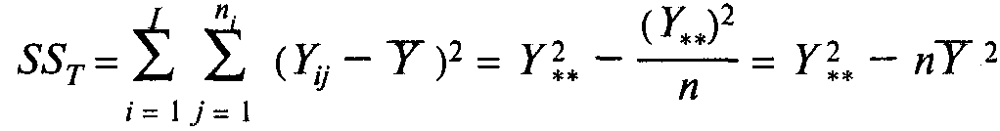 $SS_T = \sum_{i=1}^{I} \sum_{j=1}^{n_i} (Y_{ij} - \overline{Y})^2 = Y_{**}^2 - \frac{(Y_{**})^2}{n} = Y_{**}^2 - n\overline{Y}^2$